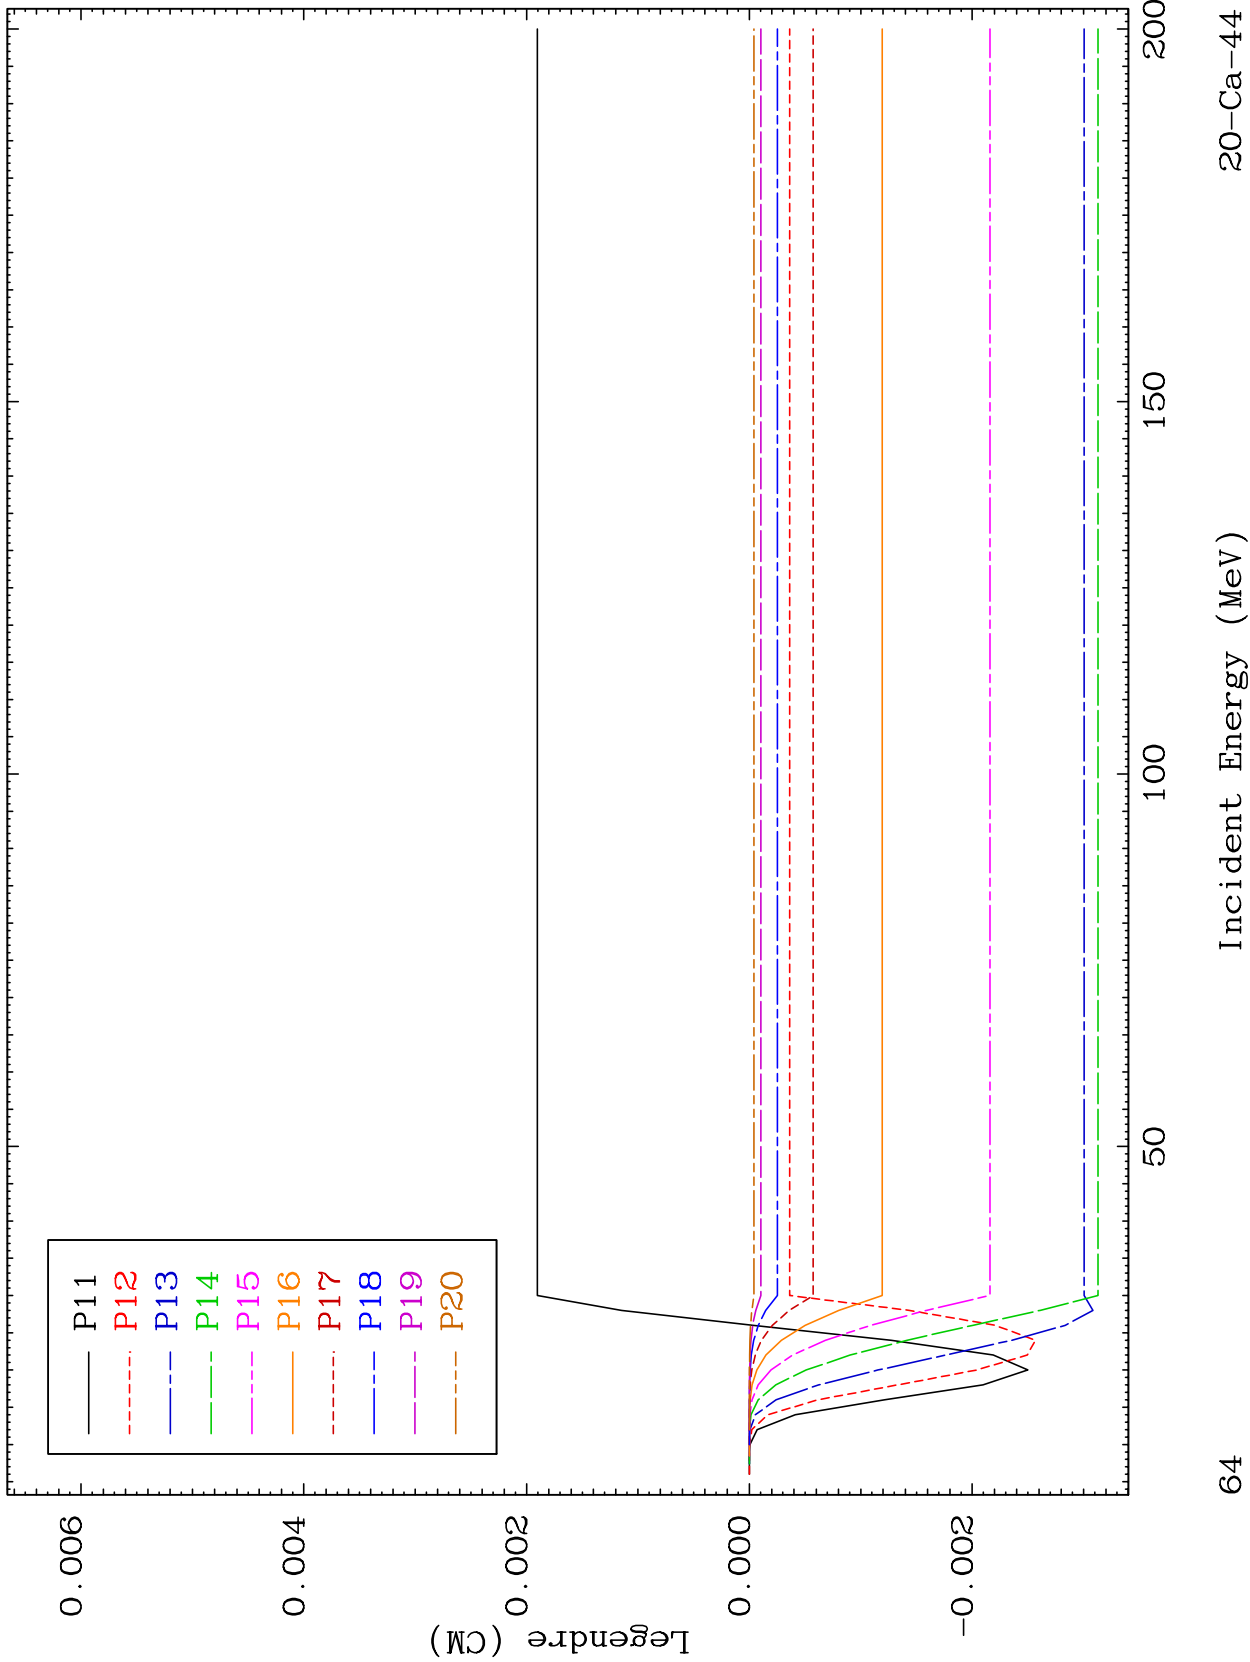 0.006
0.004
0.002
0.000
-0.002
Legendre (CM)
P11
P12
P13
P14
P15
P16
P17
P18
P19
P20
50
100
150
200
64
Incident Energy (MeV)
20-Ca-44